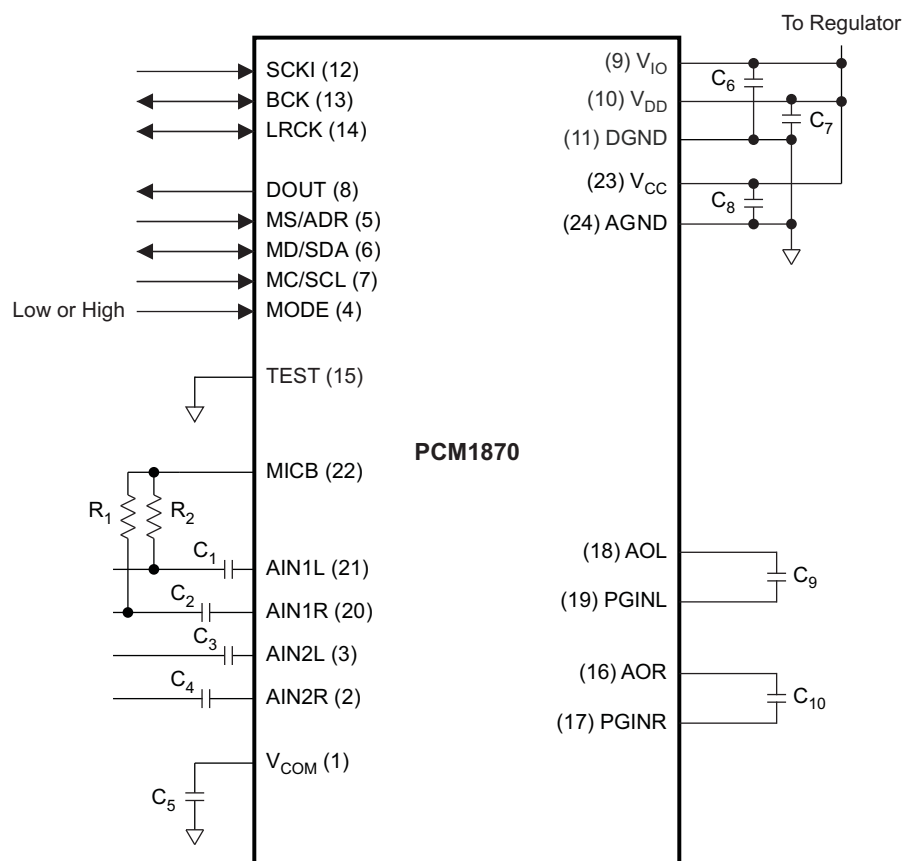 To Regulator
SCKI (12)
BCK (13)
LRCK (14)
DOUT (8)
MS/ADR (5)
MD/SDA (6)
MC/SCL (7)
Low or High
MODE (4)
TEST (15)
MICB (22)
R1
R2
C1
AIN1L (21)
C2
AIN1R (20)
C3
AIN2L (3)
C4
AIN2R (2)
VCOM (1)
C5
PCM1870
(9) VIO
C6
(10) VDD
C7
(11) DGND
(23) VCC
C8
(24) AGND
(18) AOL
C9
(19) PGINL
(16) AOR
C10
(17) PGINR